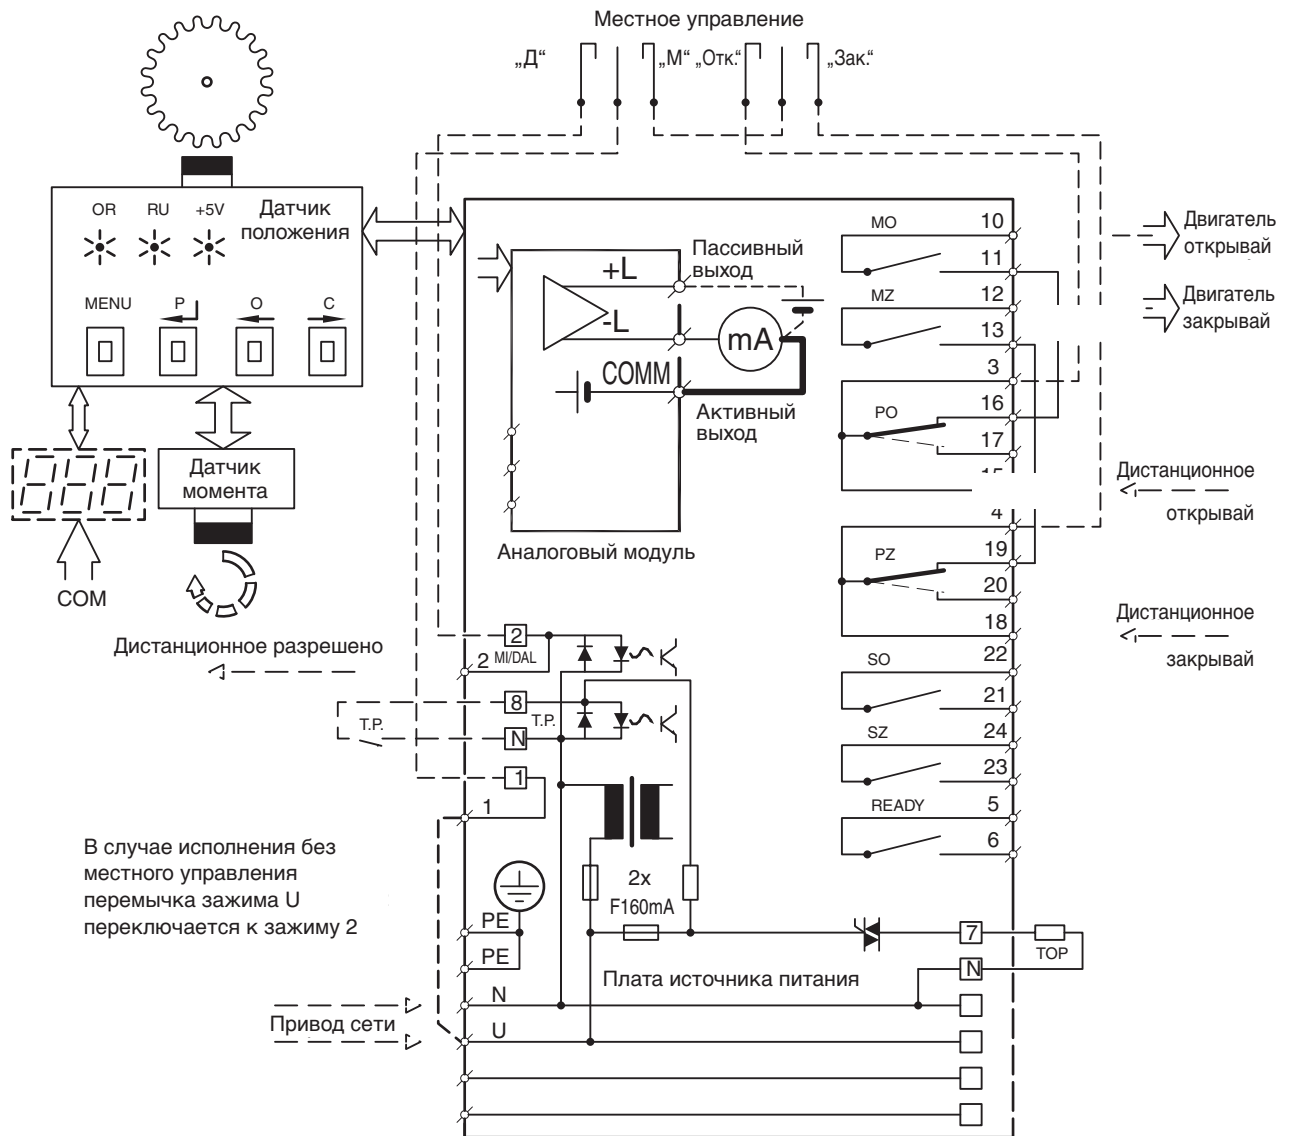 Местное управление
„Д“
„М“
„Отк.“
„Зак.“
OR
RU
+5V
Датчик
положения
MENU
P
O
C
Датчик
момента
COM
Дистанционное разрешено
+L
-L
COMM
mA
Пассивный
выход
Активный
выход
Аналоговый модуль
MO
10
11
MZ
12
13
3
PO
16
17
4
PZ
19
20
18
SO
22
21
SZ
24
23
READY
5
6
Двигатель
открывай
Двигатель
закрывай
Дистанционное
открывай
Дистанционное
закрывай
2
2
MI/DAL
8
T.P.
T.P.
N
1
1
В случае исполнения без
местного управления
перемычка зажима U
переключается к зажиму 2
2x
F160mA
PE
PE
7
TOP
N
Плата источника питания
N
U
Привод сети